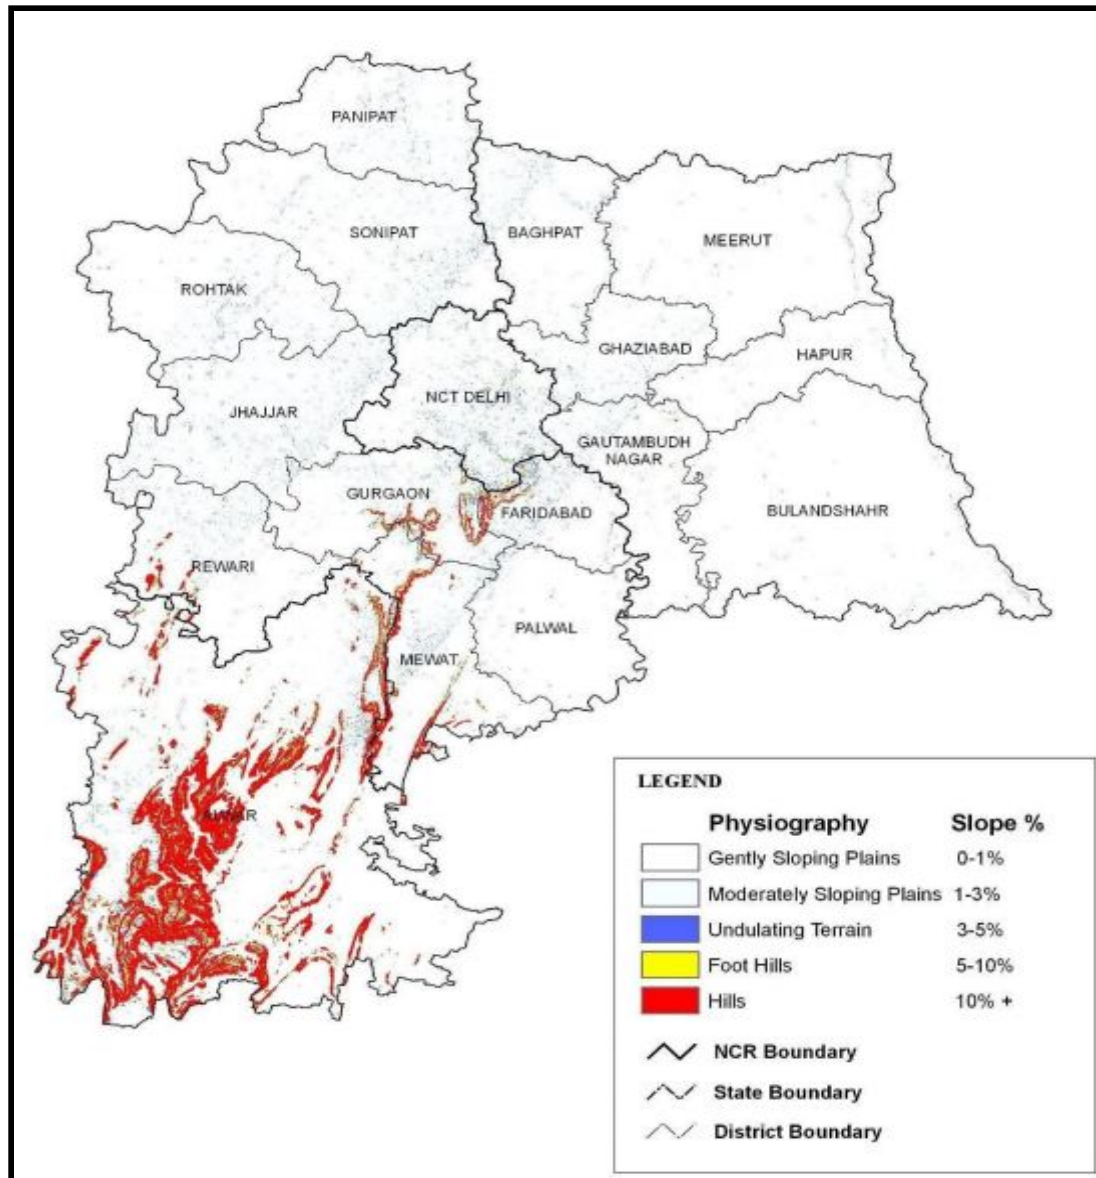 PANIPAT
SONIPAT
BAGHPAT
MEERUT
ROHTAK
GHAZIABAD
HAPUR
JHAJJAR
NCT DELHI
GAUTAMBUDH
NAGAR
GURGAON
FARIDABAD
BULANDSHAHR
REWARI
PALWAL
MEWAT
ALWAR
LEGEND
Physiography Slope %
Gently Sloping Plains 0-1%
Moderately Sloping Plains 1-3%
Undulating Terrain 3-5%
Foot Hills 5-10%
Hills 10% +
NCR Boundary
State Boundary
District Boundary